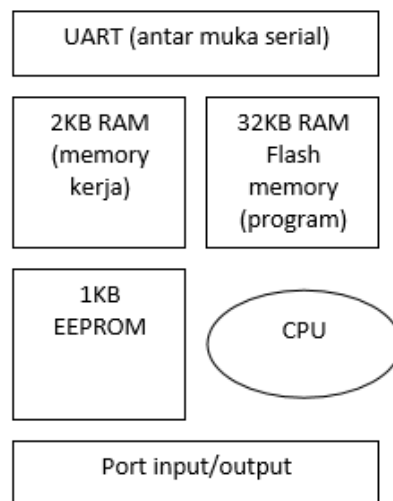 UART (antar muka serial)
2KB RAM
(memory
kerja)
32KB RAM
Flash
memory
(program)
1KB
EEPROM
CPU
Port input/output